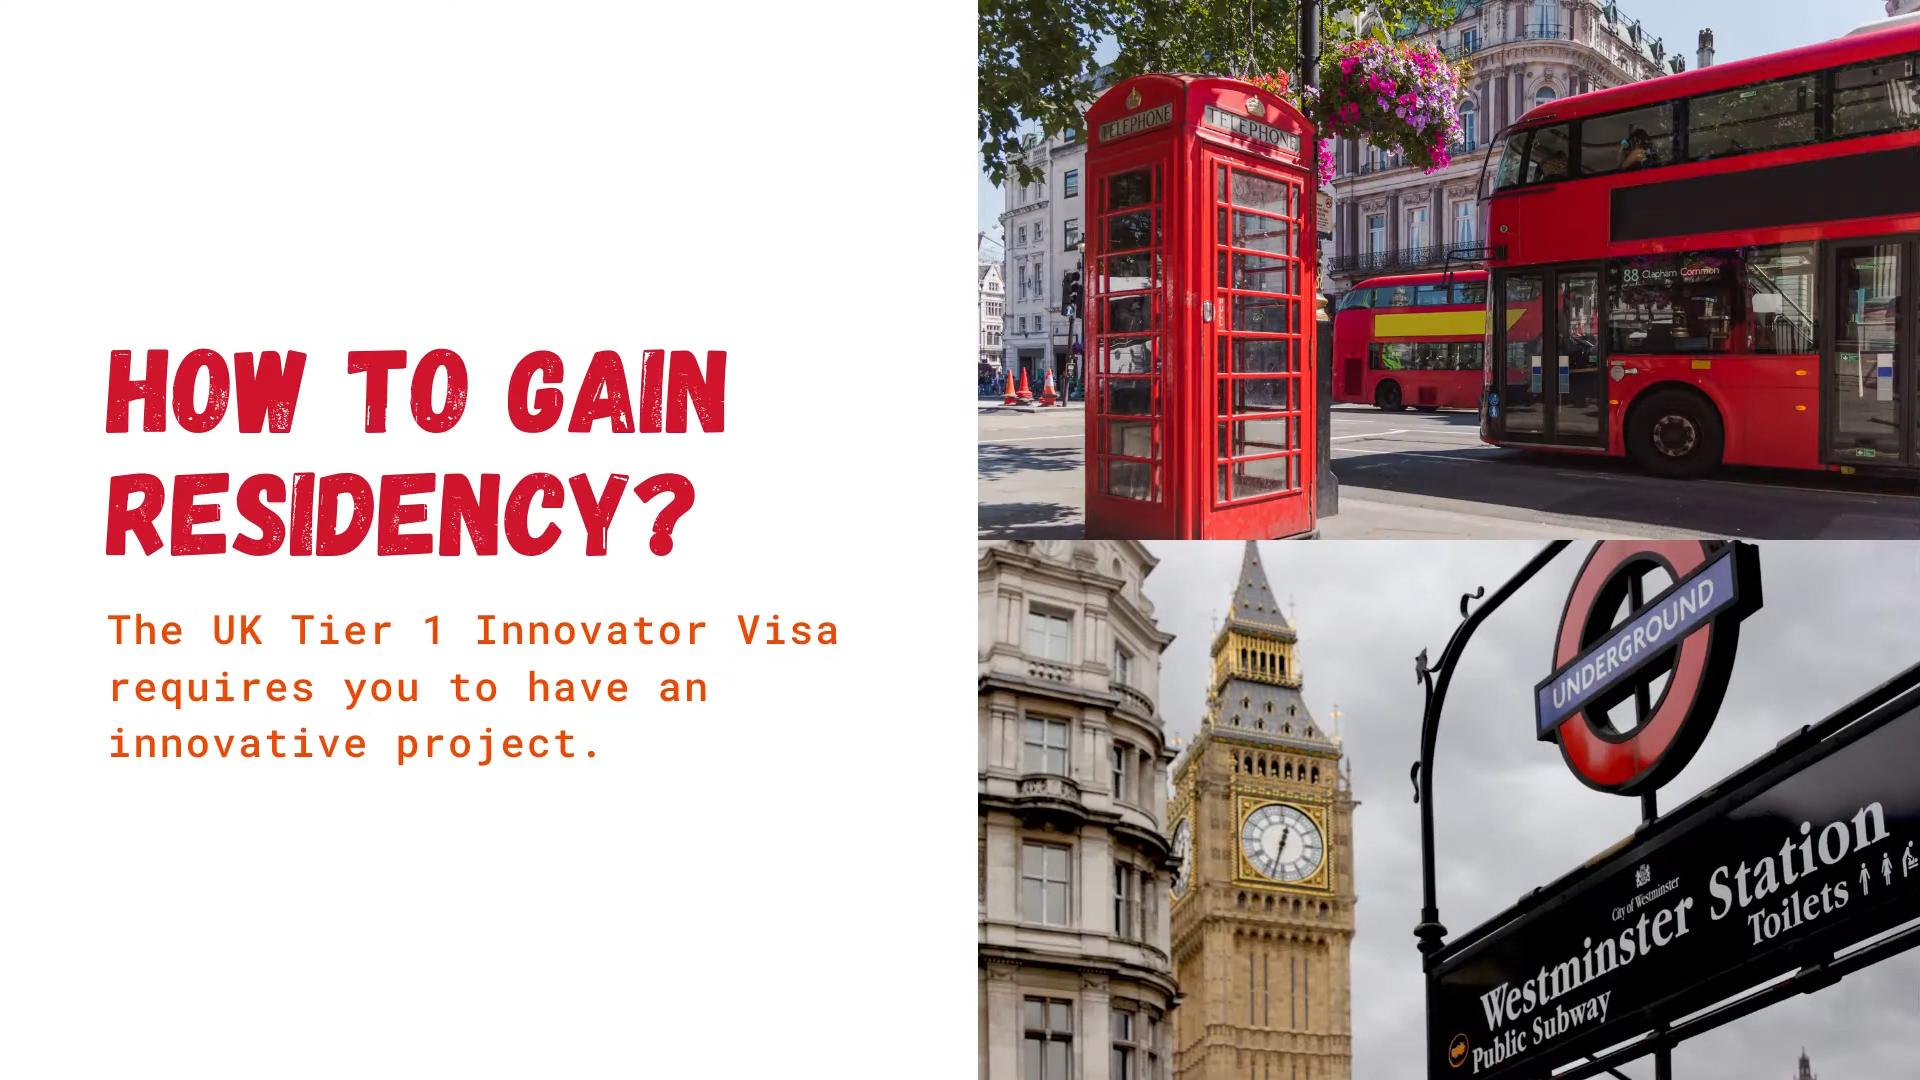 HOW TO GAIN
RESIDENCY?
The UK Tier 1 Innovator Visa
requires you to have an
innovative project.
TELEPHONE
TELEPHONE
88 Clapham Common
UNDERGROUND
City of Westminster
Westminster Station
Toilets
Public Subway